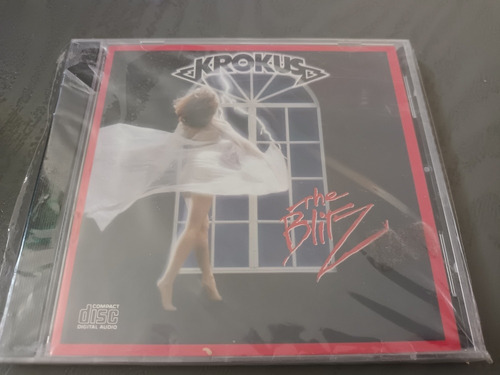 KROKUS
The
Blitz
COMPACT
disc
DIGITAL AUDIO